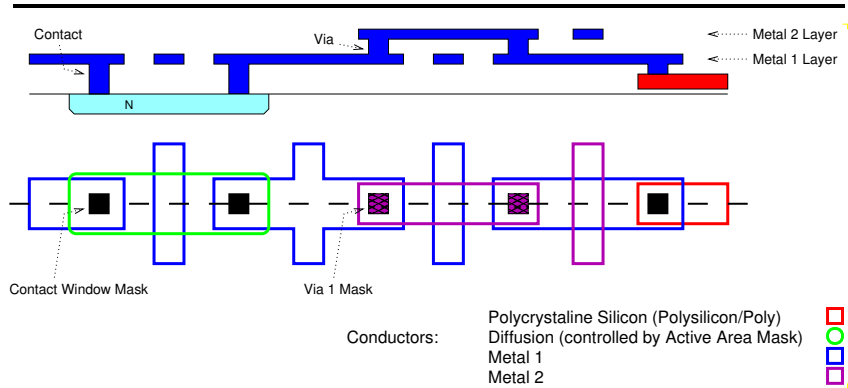 Contact
Via
Metal 2 Layer
Metal 1 Layer
N
Contact Window Mask
Via 1 Mask
Polycrystaline Silicon (Polysilicon/Poly)
Conductors:
Diffusion (controlled by Active Area Mask)
Metal 1
Metal 2